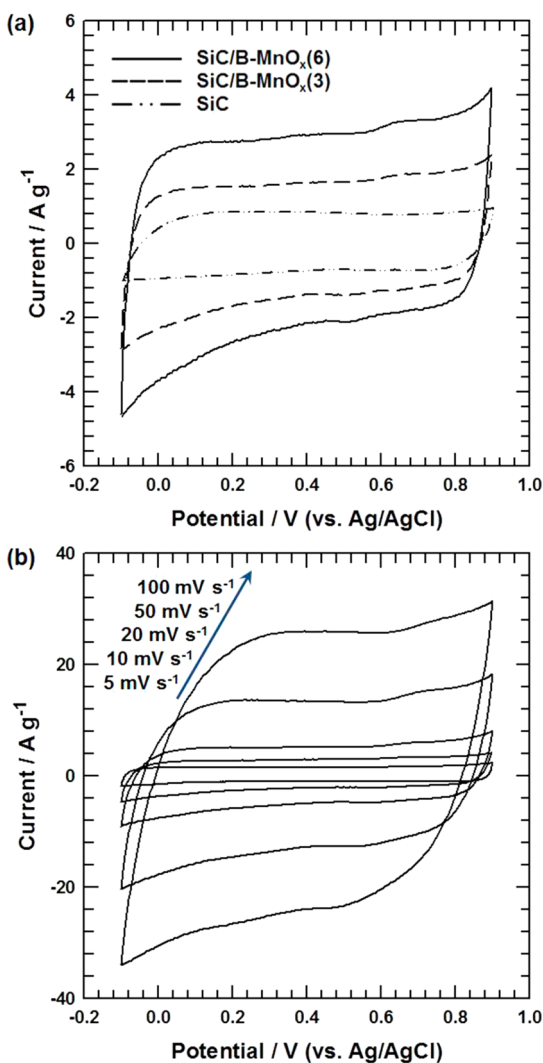 (a)
6
4
2
0
-2
-4
-6
Current / A g⁻¹
SiC/B-MnOₓ(6)
SiC/B-MnOₓ(3)
SiC
-0.2 0.0 0.2 0.4 0.6 0.8 1.0
Potential / V (vs. Ag/AgCl)
(b)
40
20
0
-20
-40
Current / A g⁻¹
100 mV s⁻¹
50 mV s⁻¹
20 mV s⁻¹
10 mV s⁻¹
5 mV s⁻¹
-0.2 0.0 0.2 0.4 0.6 0.8 1.0
Potential / V (vs. Ag/AgCl)